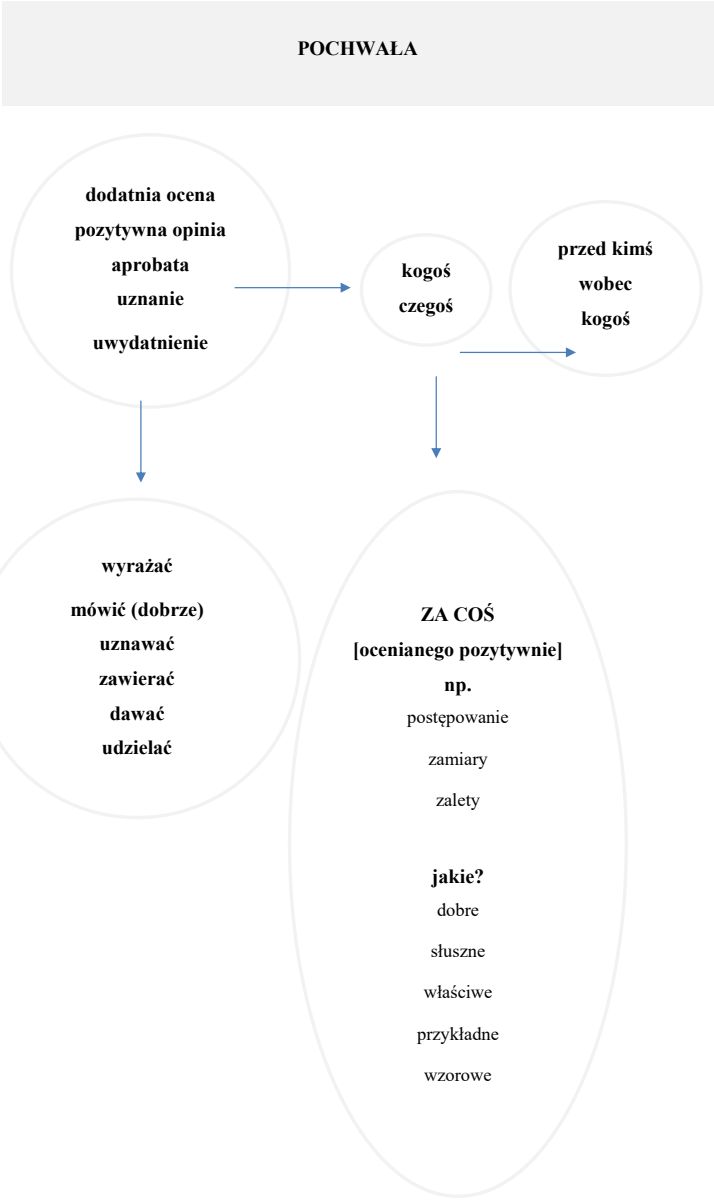 POCHWAŁA
dodatnia ocena
pozytywna opinia
aprobata
uznanie
uwydatnienie
kogoś
czegoś
przed kimś
wobec
kogoś
wyrażać
mówić (dobrze)
uznawać
zawierać
dawać
udzielać
ZA COŚ
[ocenianego pozytywnie]
np.
postępowanie
zamiary
zalety
jakie?
dobre
słuszne
właściwe
przykładne
wzorowe